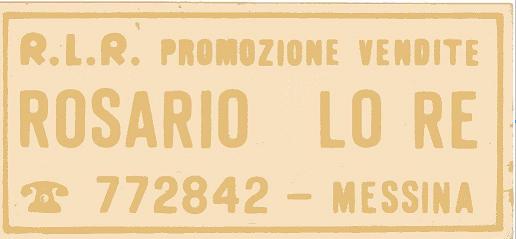 R.L.R. PROMOZIONE VENDITE
ROSARIO LO RE
☎ 772842 - MESSINA